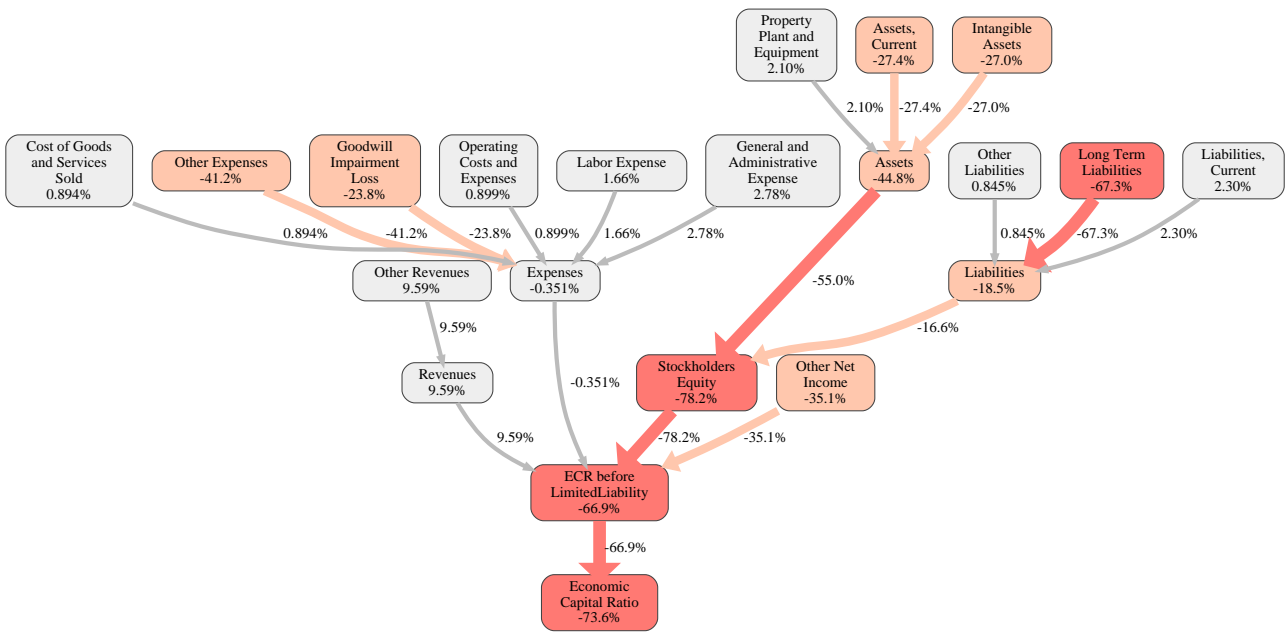 Property
Plant and
Equipment
2.10%
Assets,
Current
-27.4%
Intangible
Assets
-27.0%
2.10%
-27.4%
-27.0%
Cost of Goods
and Services
Sold
0.894%
Other Expenses
-41.2%
Goodwill
Impairment
Loss
-23.8%
Operating
Costs and
Expenses
0.899%
Labor Expense
1.66%
General and
Administrative
Expense
2.78%
Assets
-44.8%
Other
Liabilities
0.845%
Long Term
Liabilities
-67.3%
Liabilities,
Current
2.30%
0.894%
-41.2%
-23.8%
0.899%
1.66%
2.78%
0.845%
-67.3%
2.30%
Other Revenues
9.59%
Expenses
-0.351%
-55.0%
Liabilities
-18.5%
9.59%
-16.6%
Revenues
9.59%
-0.351%
Stockholders
Equity
-78.2%
Other Net
Income
-35.1%
9.59%
-78.2%
-35.1%
ECR before
LimitedLiability
-66.9%
-66.9%
Economic
Capital Ratio
-73.6%